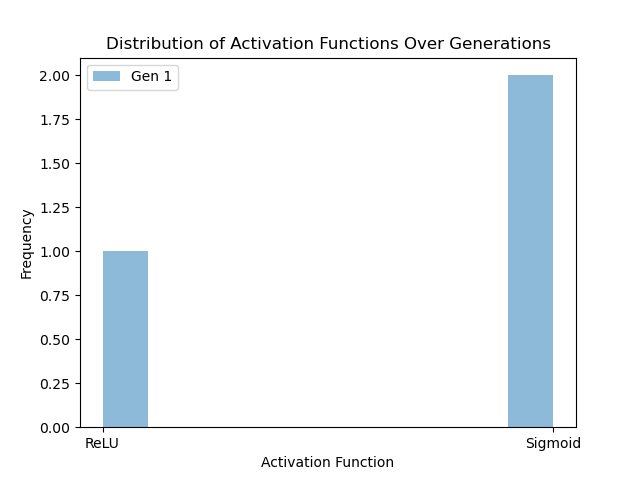 Distribution of Activation Functions Over Generations
Gen 1
Frequency
2.00
1.75
1.50
1.25
1.00
0.75
0.50
0.25
0.00
ReLU
Sigmoid
Activation Function